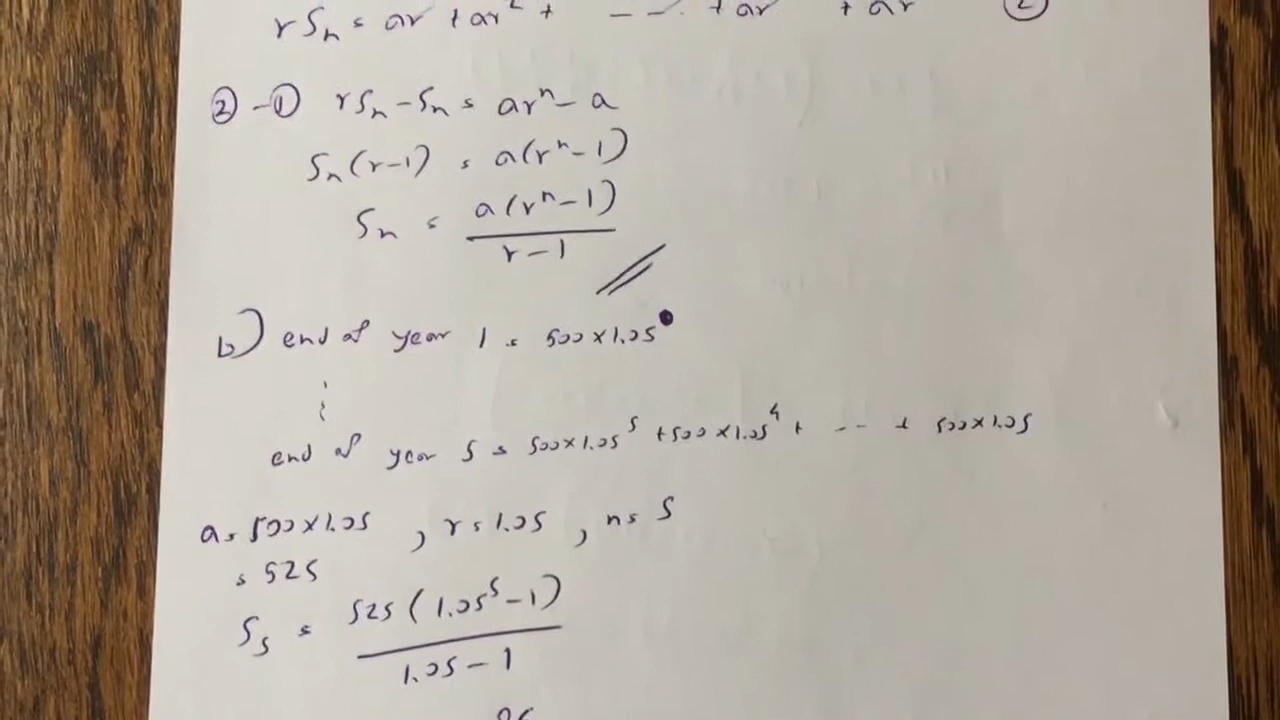 rSₙ = ar + ar² + -- . + ar + ar ②
② - ① rSₙ - Sₙ = arⁿ - a
Sₙ(r-1) = a(rⁿ-1)
Sₙ = a(rⁿ-1) / r-1
b) end of year 1 = 500×1.05
end of year 5 = 500×1.05⁵ + 500×1.05⁴ + -- + 500×1.05
a = 500×1.05 , r = 1.05 , n = 5
= 525
S₅ = 525(1.05⁵-1) / 1.05-1